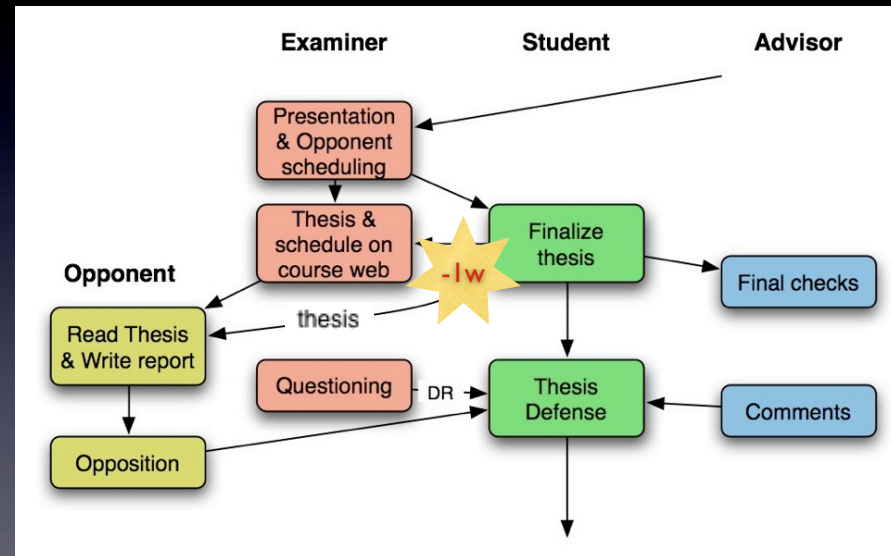 Examiner
Student
Advisor
Presentation
& Opponent
scheduling
Thesis &
schedule on
course web
Finalize
thesis
-1w
Final checks
Opponent
thesis
Read Thesis
& Write report
Questioning
DR
Thesis
Defense
Comments
Opposition